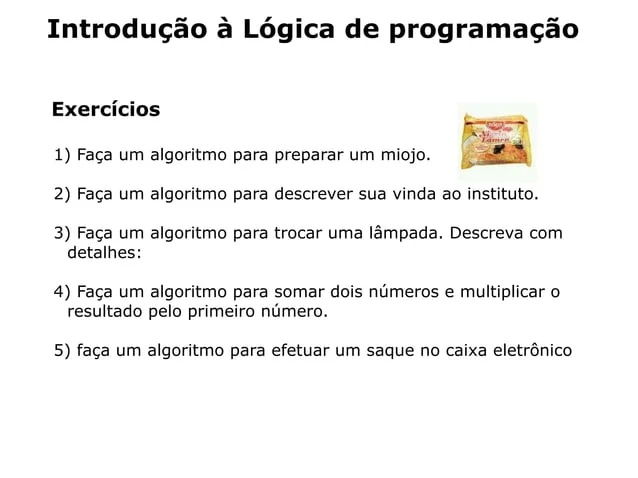 Introdução à Lógica de programação
Exercícios
1) Faça um algoritmo para preparar um miojo.
2) Faça um algoritmo para descrever sua vinda ao instituto.
3) Faça um algoritmo para trocar uma lâmpada. Descreva com
detalhes:
4) Faça um algoritmo para somar dois números e multiplicar o
resultado pelo primeiro número.
5) faça um algoritmo para efetuar um saque no caixa eletrônico